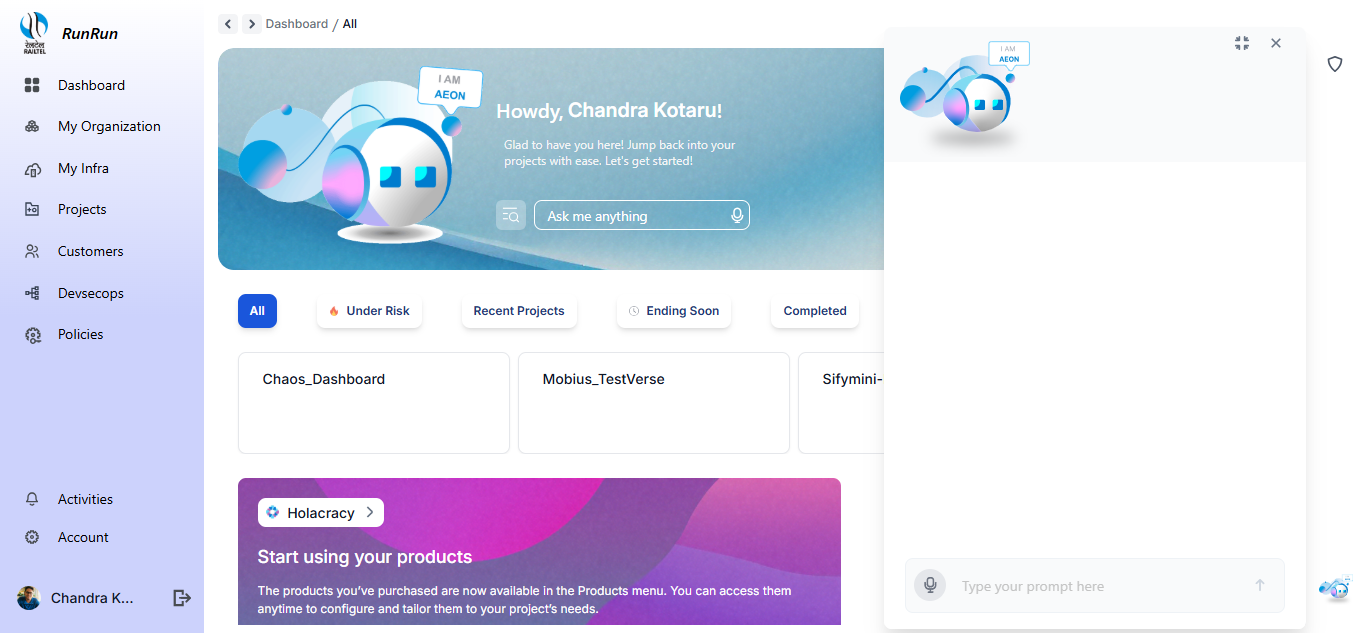 रेलटेल
RAILTEL
RunRun
Dashboard
My Organization
My Infra
Projects
Customers
Devsecops
Policies
Activities
Account
Chandra K...
Dashboard / All
I AM
AEON
Howdy, Chandra Kotaru!
Glad to have you here! Jump back into your
projects with ease. Let's get started!
Ask me anything
All
Under Risk
Recent Projects
Ending Soon
Completed
Chaos_Dashboard
Mobius_TestVerse
Sifymini-
Holacracy
Start using your products
The products you've purchased are now available in the Products menu. You can access them
anytime to configure and tailor them to your project's needs.
I AM
AEON
Type your prompt here